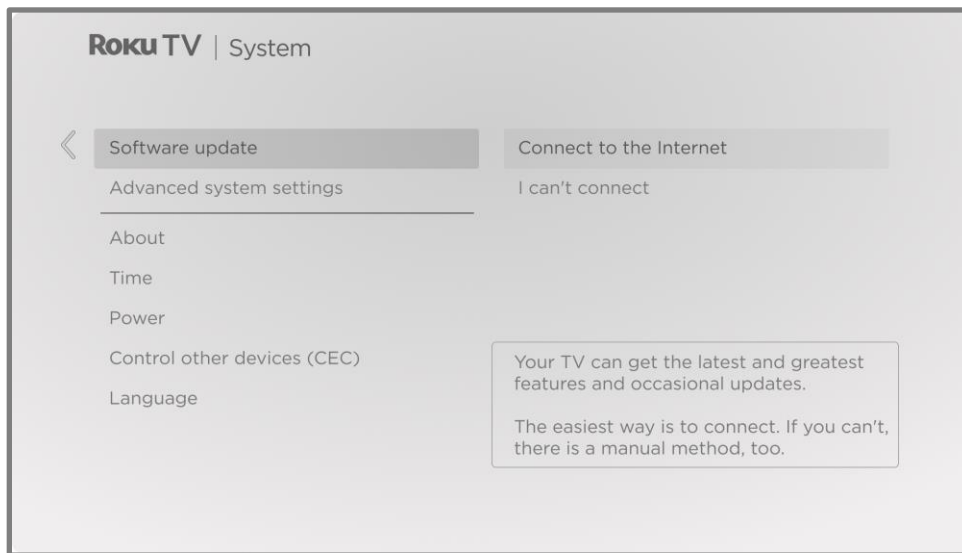 Roku TV | System
Software update
Advanced system settings
About
Time
Power
Control other devices (CEC)
Language
Connect to the Internet
I can't connect
Your TV can get the latest and greatest
features and occasional updates.
The easiest way is to connect. If you can't,
there is a manual method, too.